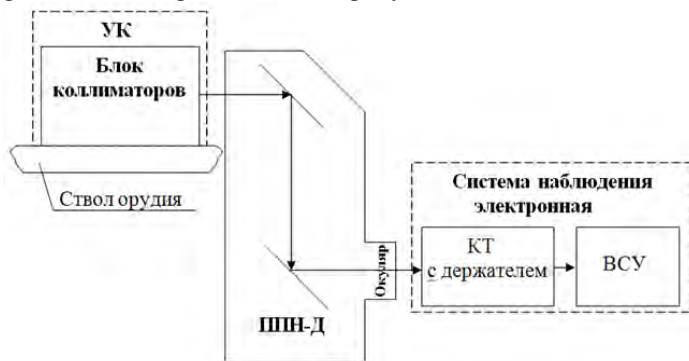 УК
Блок
коллиматоров
Ствол орудия
ППН-Д
Окуляр
Система наблюдения
электронная
КТ
с держателем
ВСУ